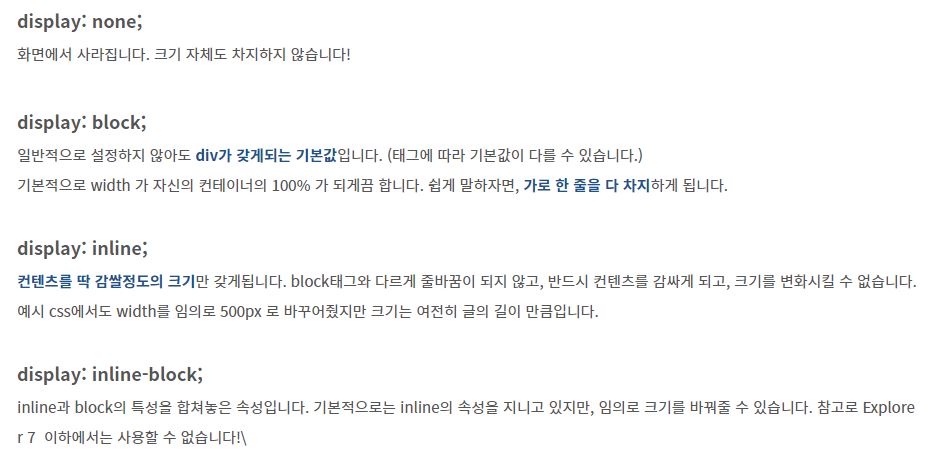 display: none;
화면에서 사라집니다. 크기 자체도 차지하지 않습니다!
display: block;
일반적으로 설정하지 않아도 div가 갖게되는 기본값입니다. (태그에 따라 기본값이 다를 수 있습니다.)
기본적으로 width 가 자신의 컨테이너의 100% 가 되게끔 합니다. 쉽게 말하자면, 가로 한 줄을 다 차지하게 됩니다.
display: inline;
컨텐츠를 딱 감쌀정도의 크기만 갖게됩니다. block태그와 다르게 줄바꿈이 되지 않고, 반드시 컨텐츠를 감싸게 되고, 크기를 변화시킬 수 없습니다.
예시 css에서도 width를 임의로 500px 로 바꾸어줬지만 크기는 여전히 글의 길이 만큼입니다.
display: inline-block;
inline과 block의 특성을 합쳐놓은 속성입니다. 기본적으로는 inline의 속성을 지니고 있지만, 임의로 크기를 바꿔줄 수 있습니다. 참고로 Explore
r 7  이하에서는 사용할 수 없습니다!\